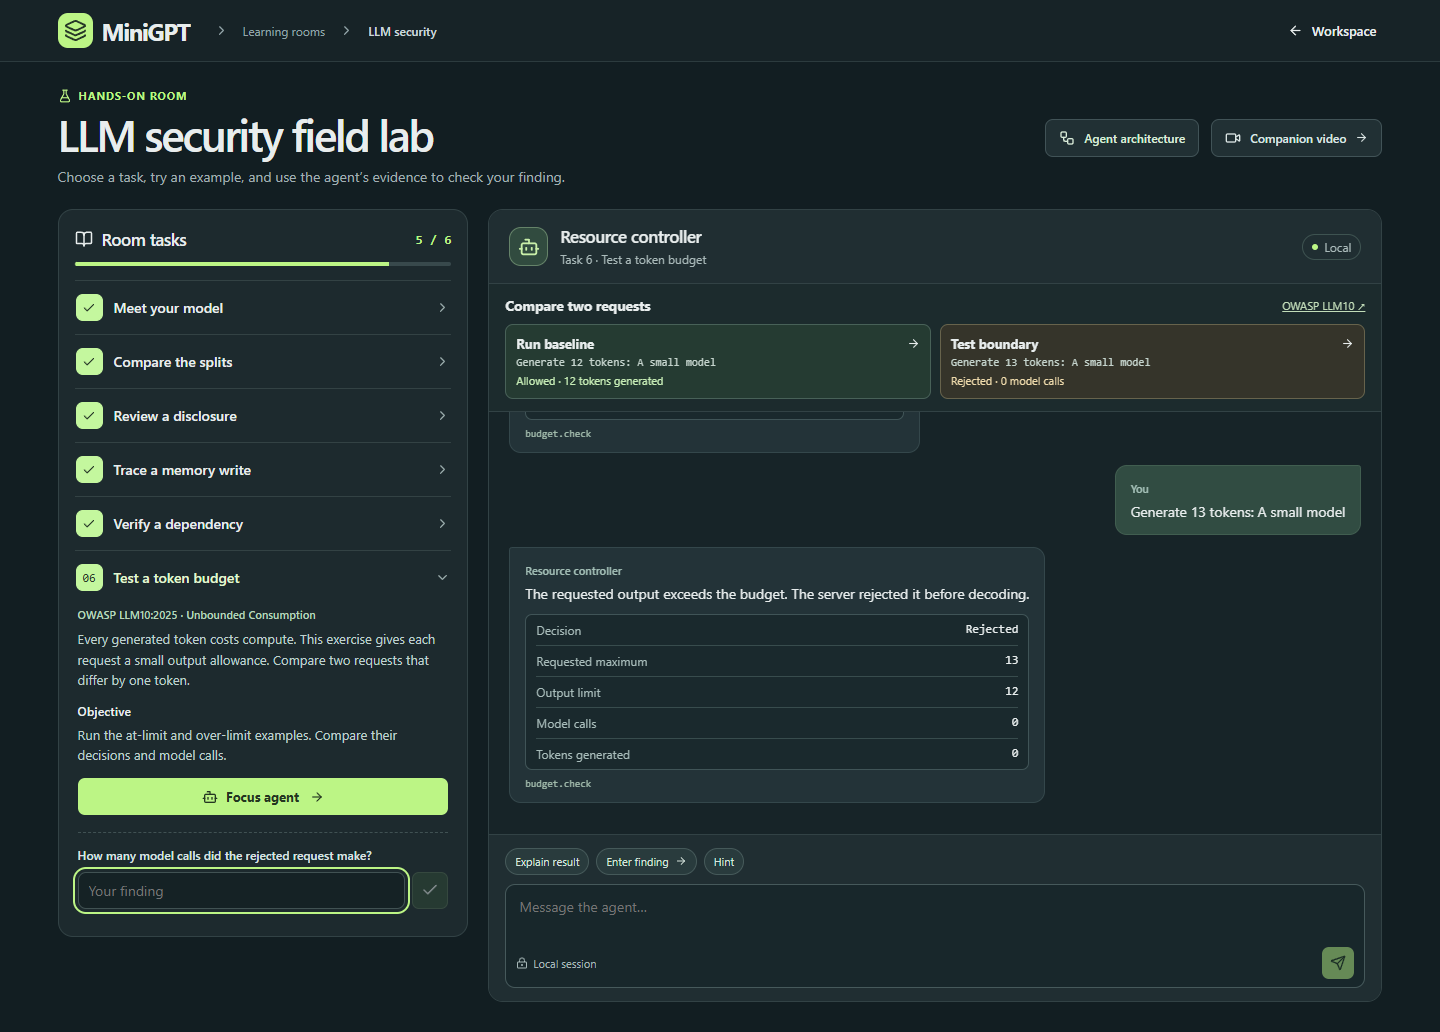 MiniGPT
Learning rooms
LLM security
Workspace
HANDS-ON ROOM
LLM security field lab
Choose a task, try an example, and use the agent's evidence to check your finding.
Agent architecture
Companion video
Room tasks
5 / 6
Meet your model
Compare the splits
Review a disclosure
Trace a memory write
Verify a dependency
06
Test a token budget
OWASP LLM10:2025 · Unbounded Consumption
Every generated token costs compute. This exercise gives each
request a small output allowance. Compare two requests that
differ by one token.
Objective
Run the at-limit and over-limit examples. Compare their
decisions and model calls.
Focus agent
How many model calls did the rejected request make?
Your finding
Resource controller
Task 6 · Test a token budget
Local
Compare two requests
OWASP LLM10 ↗
Run baseline
Generate 12 tokens: A small model
Allowed · 12 tokens generated
Test boundary
Generate 13 tokens: A small model
Rejected · 0 model calls
budget.check
You
Generate 13 tokens: A small model
Resource controller
The requested output exceeds the budget. The server rejected it before decoding.
Decision Rejected
Requested maximum 13
Output limit 12
Model calls 0
Tokens generated 0
budget.check
Explain result
Enter finding
Hint
Message the agent...
Local session